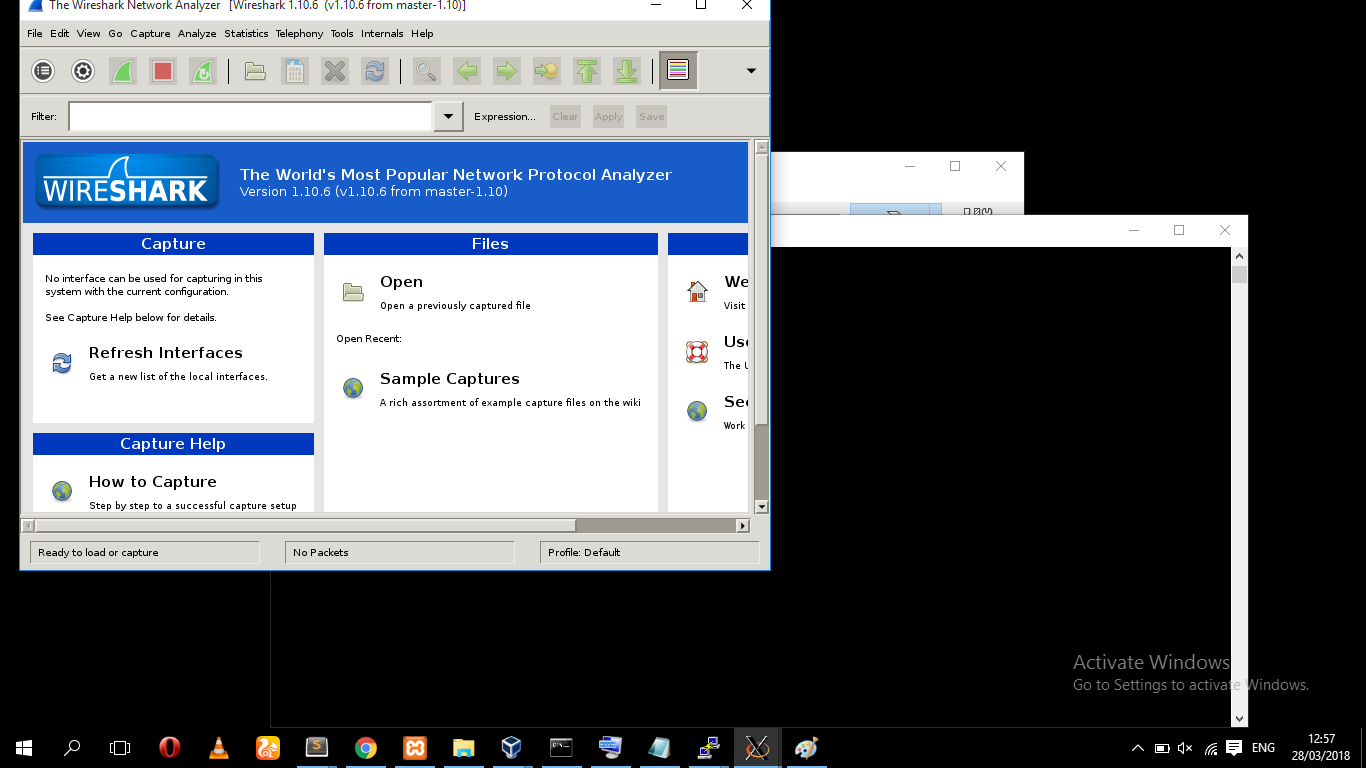 The Wireshark Network Analyzer [Wireshark 1.10.6 (v1.10.6 from master-1.10)]
File Edit View Go Capture Analyze Statistics Telephony Tools Internals Help
Filter: Expression... Clear Apply Save
WIRESHARK
The World's Most Popular Network Protocol Analyzer
Version 1.10.6 (v1.10.6 from master-1.10)
Capture
No interface can be used for capturing in this
system with the current configuration.
See Capture Help below for details.
Refresh Interfaces
Get a new list of the local interfaces.
Capture Help
How to Capture
Step by step to a successful capture setup
Files
Open
Open a previously captured file
Open Recent:
Sample Captures
A rich assortment of example capture files on the wiki
We
Visit
Use
The U
Sec
Work
Ready to load or capture
No Packets
Profile: Default
Activate Windows
Go to Settings to activate Windows.
ENG
12:57
28/03/2018